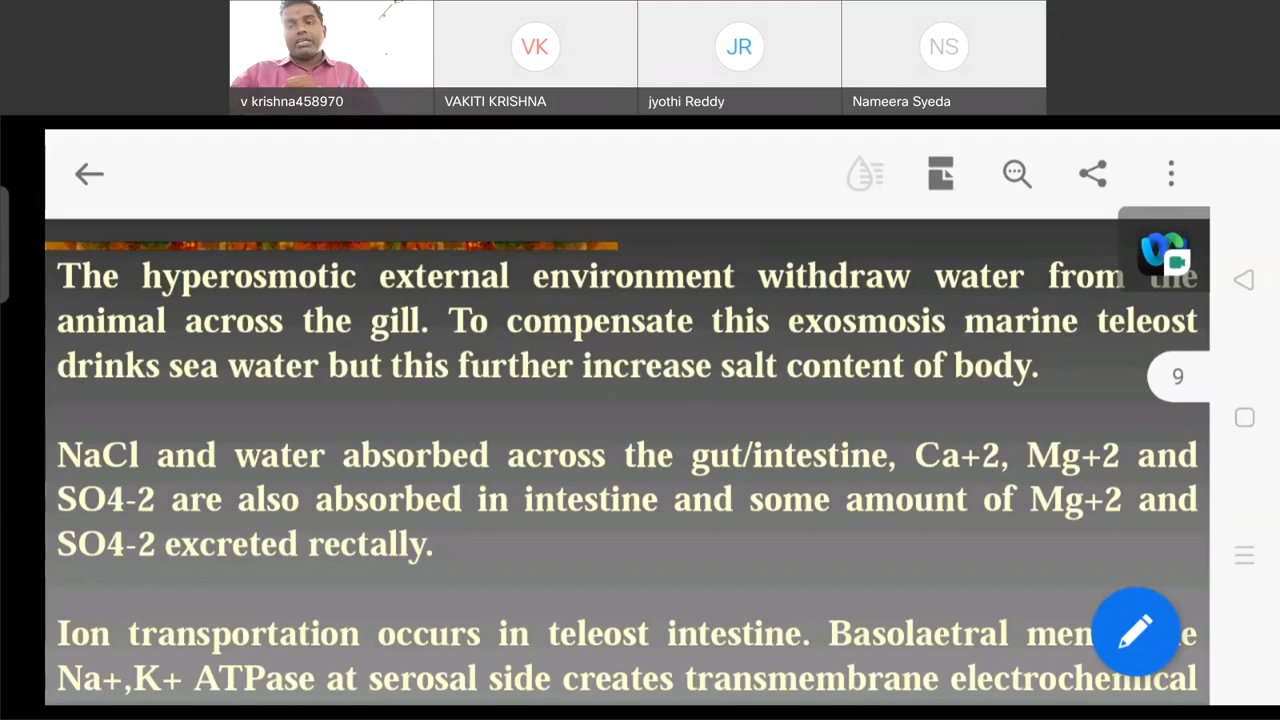 VK
JR
NS
v krishna458970
VAKITI KRISHNA
jyothi Reddy
Nameera Syeda
The hyperosmotic external environment withdraw water from the
animal across the gill. To compensate this exosmosis marine teleost
drinks sea water but this further increase salt content of body.
9
NaCl and water absorbed across the gut/intestine, Ca+2, Mg+2 and
SO4-2 are also absorbed in intestine and some amount of Mg+2 and
SO4-2 excreted rectally.
Ion transportation occurs in teleost intestine. Basolaetral
Na+,K+ ATPase at serosal side creates transmembrane electrochemical